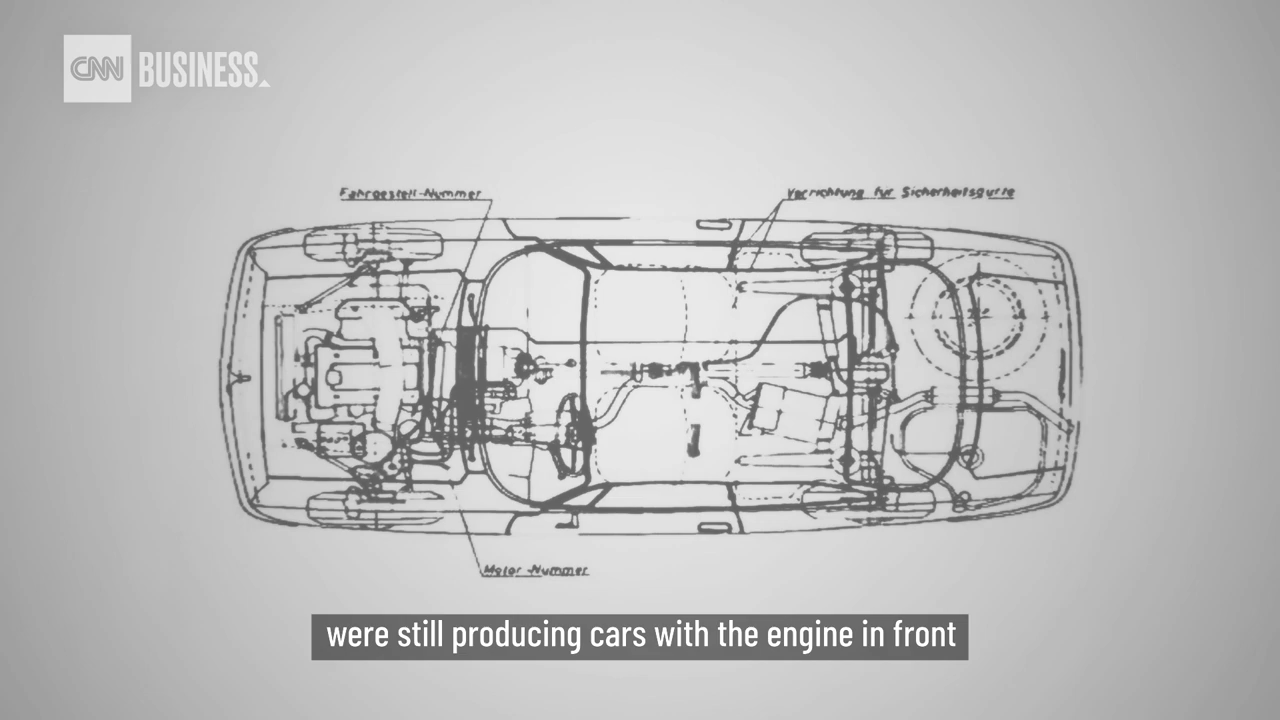 CNN BUSINESS
Fahrgestell-Nummer
Vorrichtung für Sicherheitsgurte
Motor-Nummer
were still producing cars with the engine in front